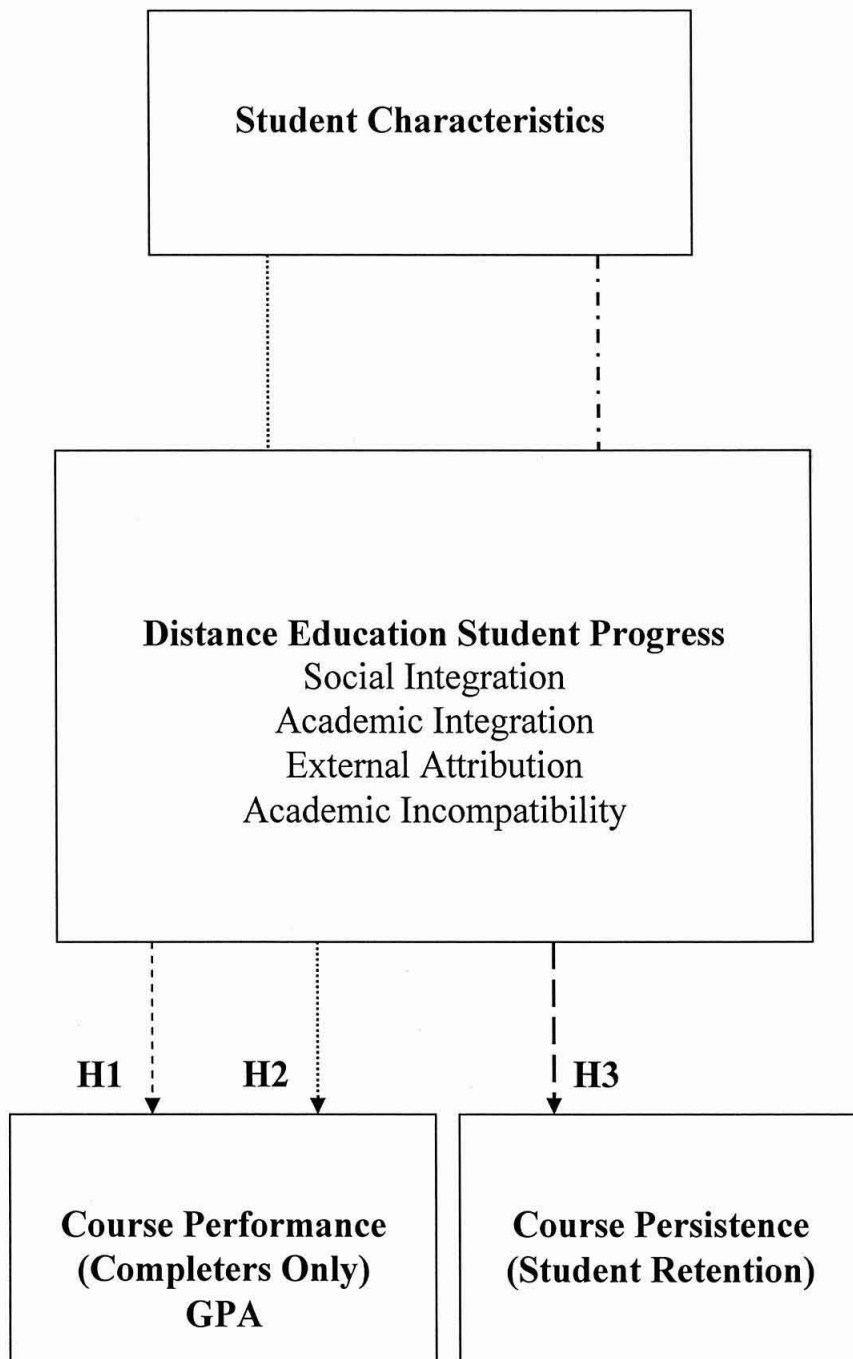 Student Characteristics
Distance Education Student Progress
Social Integration
Academic Integration
External Attribution
Academic Incompatibility
H1
H2
H3
Course Performance
(Completers Only)
GPA
Course Persistence
(Student Retention)